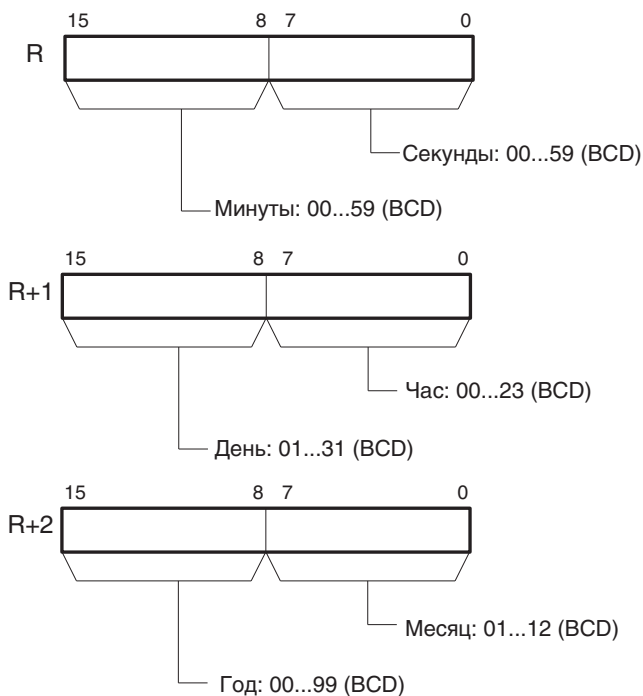 15 8 7 0
R
Секунды: 00...59 (BCD)
Минуты: 00...59 (BCD)
15 8 7 0
R+1
Час: 00...23 (BCD)
День: 01...31 (BCD)
15 8 7 0
R+2
Месяц: 01...12 (BCD)
Год: 00...99 (BCD)